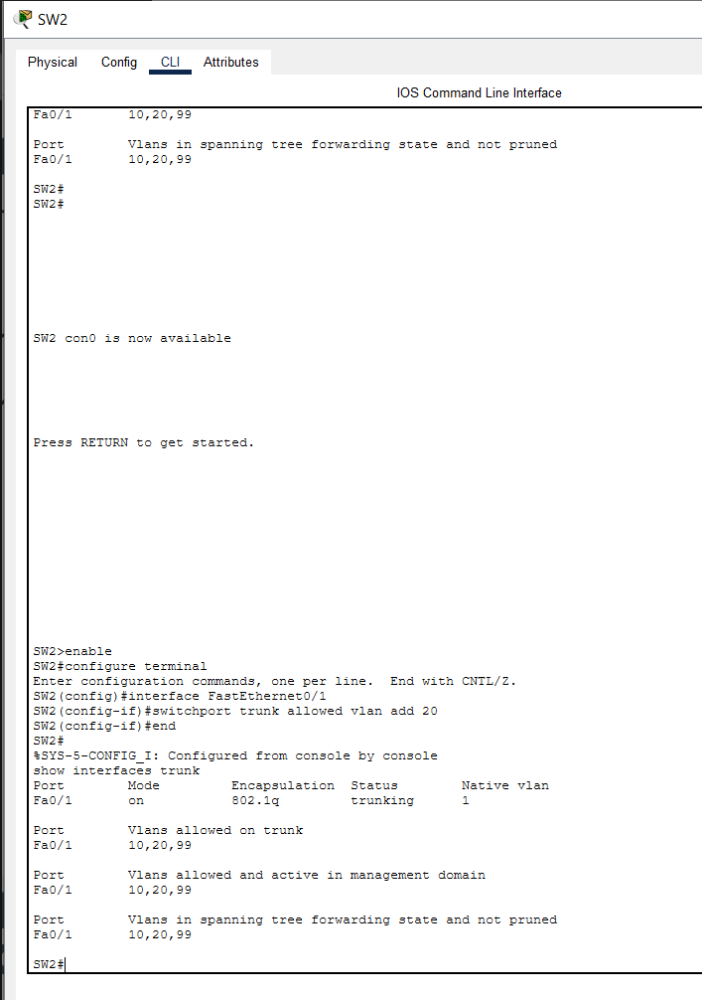 SW2
Physical Config CLI Attributes
IOS Command Line Interface
Fa0/1 10,20,99
Port Vlans in spanning tree forwarding state and not pruned
Fa0/1 10,20,99
SW2#
SW2#
SW2 con0 is now available
Press RETURN to get started.
SW2>enable
SW2#configure terminal
Enter configuration commands, one per line. End with CNTL/Z.
SW2(config)#interface FastEthernet0/1
SW2(config-if)#switchport trunk allowed vlan add 20
SW2(config-if)#end
SW2#
%SYS-5-CONFIG_I: Configured from console by console
show interfaces trunk
Port Mode Encapsulation Status Native vlan
Fa0/1 on 802.1q trunking 1
Port Vlans allowed on trunk
Fa0/1 10,20,99
Port Vlans allowed and active in management domain
Fa0/1 10,20,99
Port Vlans in spanning tree forwarding state and not pruned
Fa0/1 10,20,99
SW2#